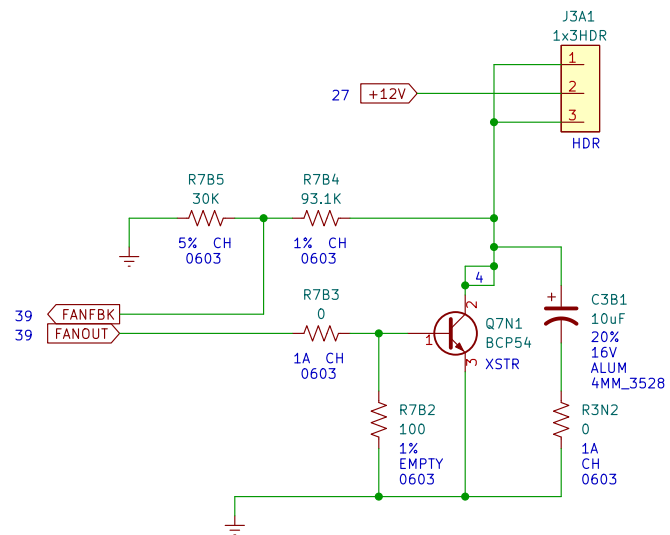 J3A1
1x3HDR
1
27
+12V
2
3
HDR
R7B5
30K
5% CH
0603
R7B4
93.1K
1% CH
0603
4
39
FANFBK
39
FANOUT
R7B3
0
1A CH
0603
1
2
3
Q7N1
BCP54
XSTR
+
C3B1
10uF
20%
16V
ALUM
4MM_3528
R7B2
100
1%
EMPTY
0603
R3N2
0
1A
CH
0603